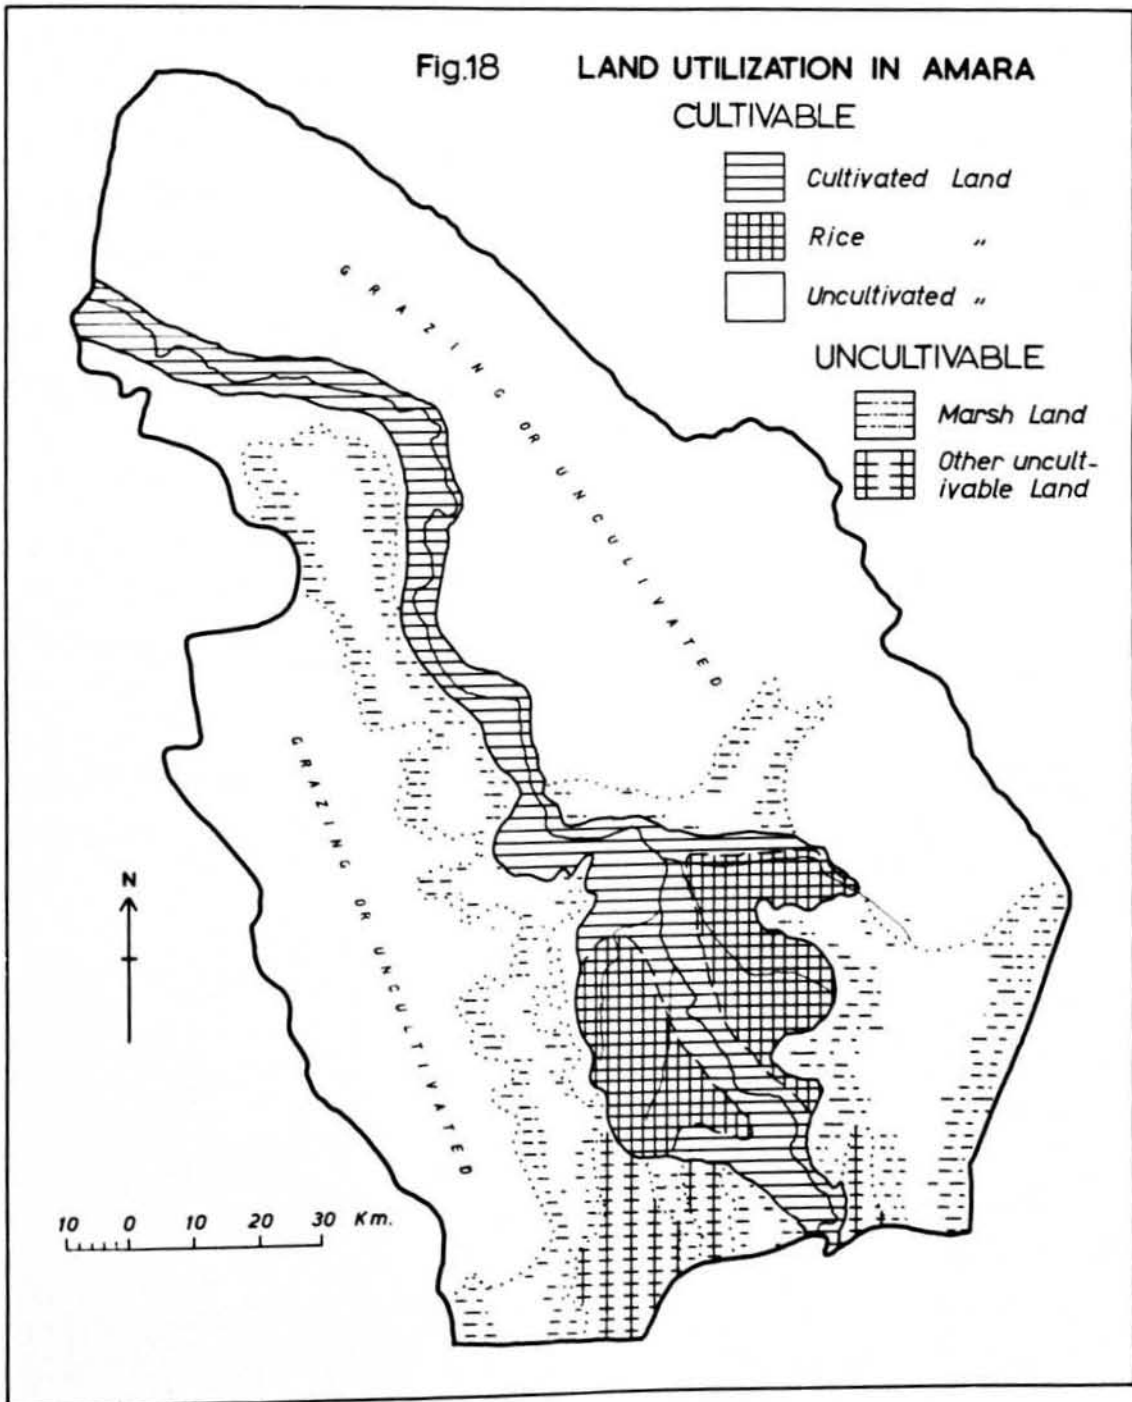 Fig.18 LAND UTILIZATION IN AMARA
CULTIVABLE
Cultivated Land
Rice "
Uncultivated "
UNCULTIVABLE
Marsh Land
Other uncult-
ivable Land
GRAZING OR UNCULIVATED
GRAZING OR UNCULTIVATED
N
10 0 10 20 30 Km.